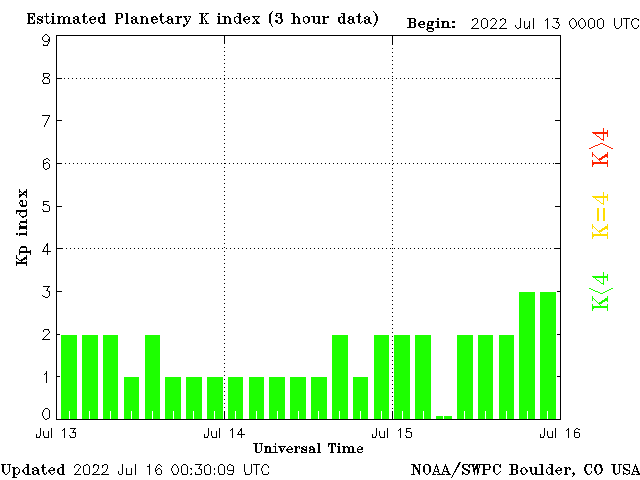 Estimated Planetary K index (3 hour data)
Begin: 2022 Jul 13 0000 UTC
9
8
7
6
5
4
3
2
1
0
Kp index
K>4
K=4
K<4
Jul 13
Jul 14
Jul 15
Jul 16
Universal Time
Updated 2022 Jul 16 00:30:09 UTC
NOAA/SWPC Boulder, CO USA